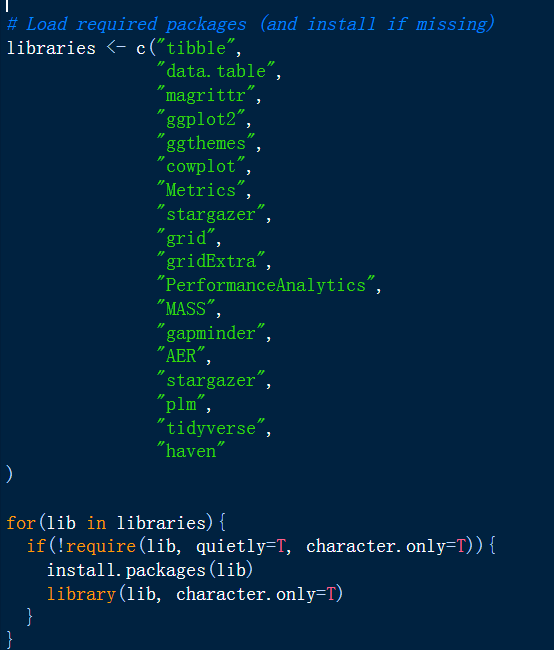 # Load required packages (and install if missing)
libraries <- c("tibble",
               "data.table",
               "magrittr",
               "ggplot2",
               "ggthemes",
               "cowplot",
               "Metrics",
               "stargazer",
               "grid",
               "gridExtra",
               "PerformanceAnalytics",
               "MASS",
               "gapminder",
               "AER",
               "stargazer",
               "plm",
               "tidyverse",
               "haven"
)
for(lib in libraries){
  if(!require(lib, quietly=T, character.only=T)){
    install.packages(lib)
    library(lib, character.only=T)
  }
}